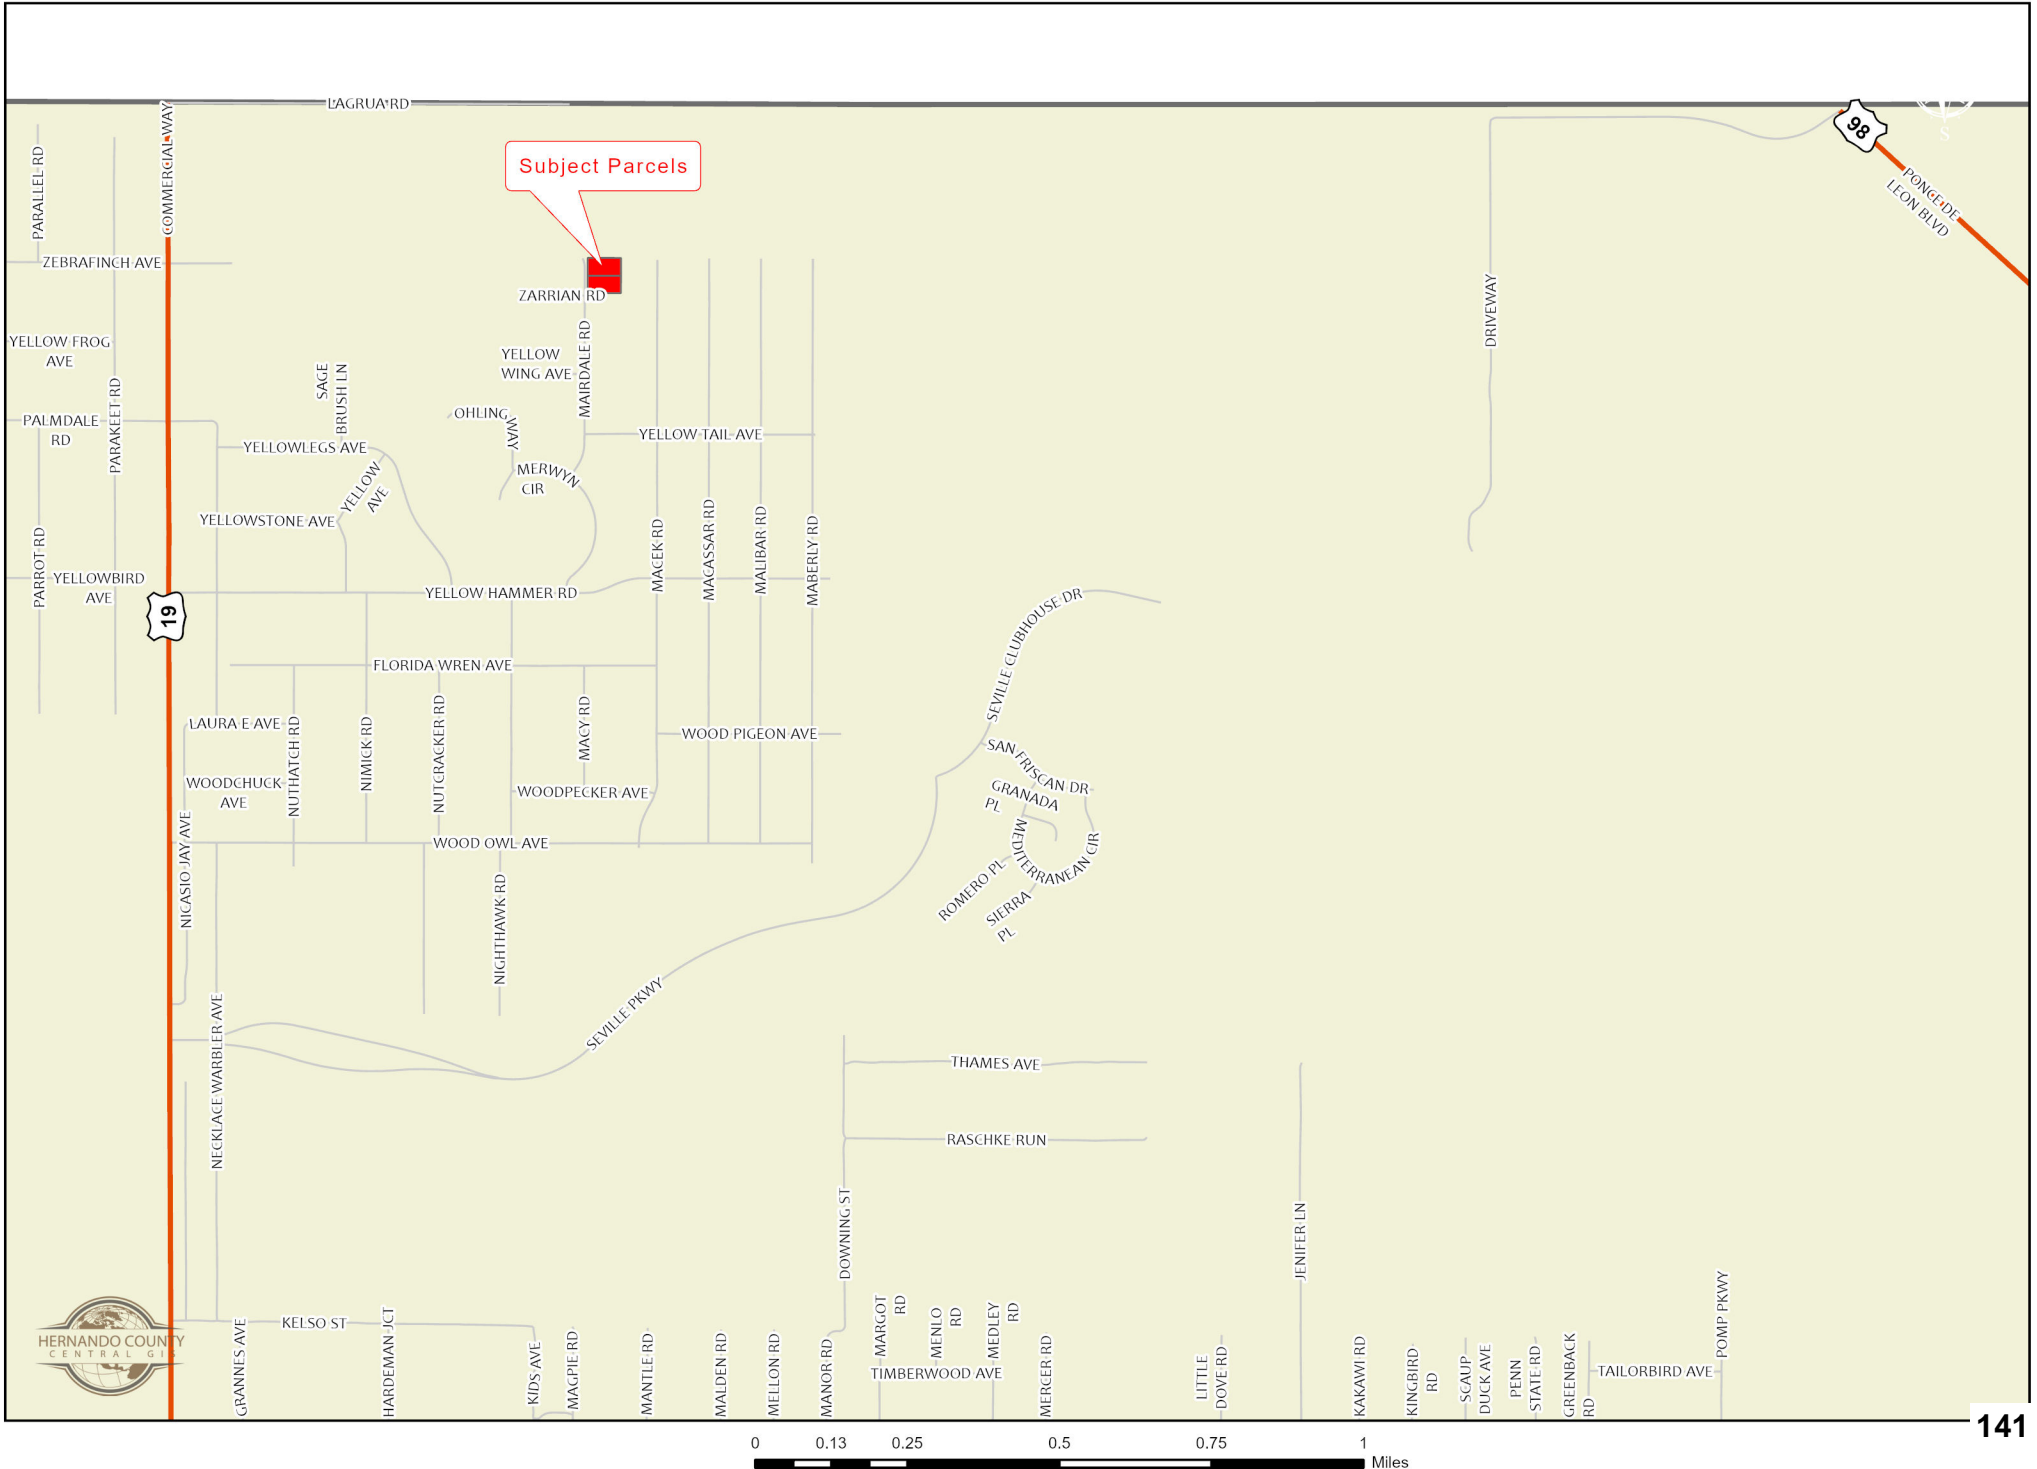 LAGRUA RD
COMMERCIAL WAY
PARALLEL RD
Subject Parcels
98
S
PONCE DE
LEON BLVD
ZEBRAFINCH AVE
ZARRIAN RD
DRIVEWAY
YELLOW FROG
AVE
YELLOW
WING AVE
MAIRDALE RD
SAGE
BRUSH LN
PARAKEET RD
PALMDALE
RD
OHLING
WAY
YELLOW TAIL AVE
YELLOWLEGS AVE
MERWYN
CIR
YELLOW
AVE
YELLOWSTONE AVE
PARROT RD
MACEK RD
MACASSAR RD
MALIBAR RD
MABERLY RD
YELLOWBIRD
AVE
YELLOW HAMMER RD
19
SEVILLE CLUBHOUSE DR
FLORIDA WREN AVE
LAURA E AVE
NUTHATCH RD
NIMICK RD
NUTCRACKER RD
MACY RD
WOOD PIGEON AVE
SAN FRISCAN DR
WOODCHUCK
AVE
WOODPECKER AVE
GRANADA
PL
MEDITERRANEAN CIR
NICASIO JAY AVE
WOOD OWL AVE
ROMERO PL
SIERRA
PL
NIGHTHAWK RD
SEVILLE PKWY
NECKLACE WARBLER AVE
THAMES AVE
RASCHKE RUN
DOWNING ST
JENIFER LN
HERNANDO COUNTY
CENTRAL GIS
KELSO ST
GRANNES AVE
HARDEMAN JCT
KIDS AVE
MAGPIE RD
MANTLE RD
MALDEN RD
MELLON RD
MANOR RD
MARGOT
RD
MENLO
RD
MEDLEY
RD
TIMBERWOOD AVE
MERCER RD
LITTLE
DOVE RD
KAKAWI RD
KINGBIRD
RD
SCAUP
DUCK AVE
PENN
STATE RD
GREENBACK
RD
TAILORBIRD AVE
POMP PKWY
141
0 0.13 0.25 0.5 0.75 1
Miles